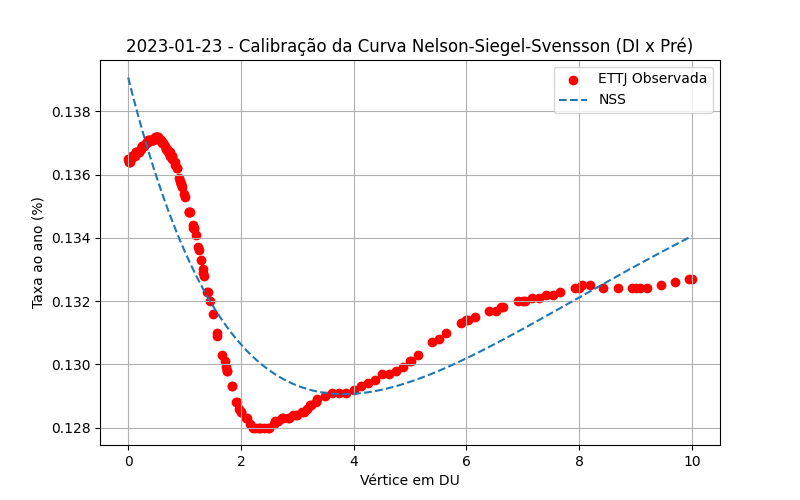 2023-01-23 - Calibração da Curva Nelson-Siegel-Svensson (DI x Pré)
ETTJ Observada
NSS
Taxa ao ano (%)
0.138
0.136
0.134
0.132
0.130
0.128
0 2 4 6 8 10
Vértice em DU